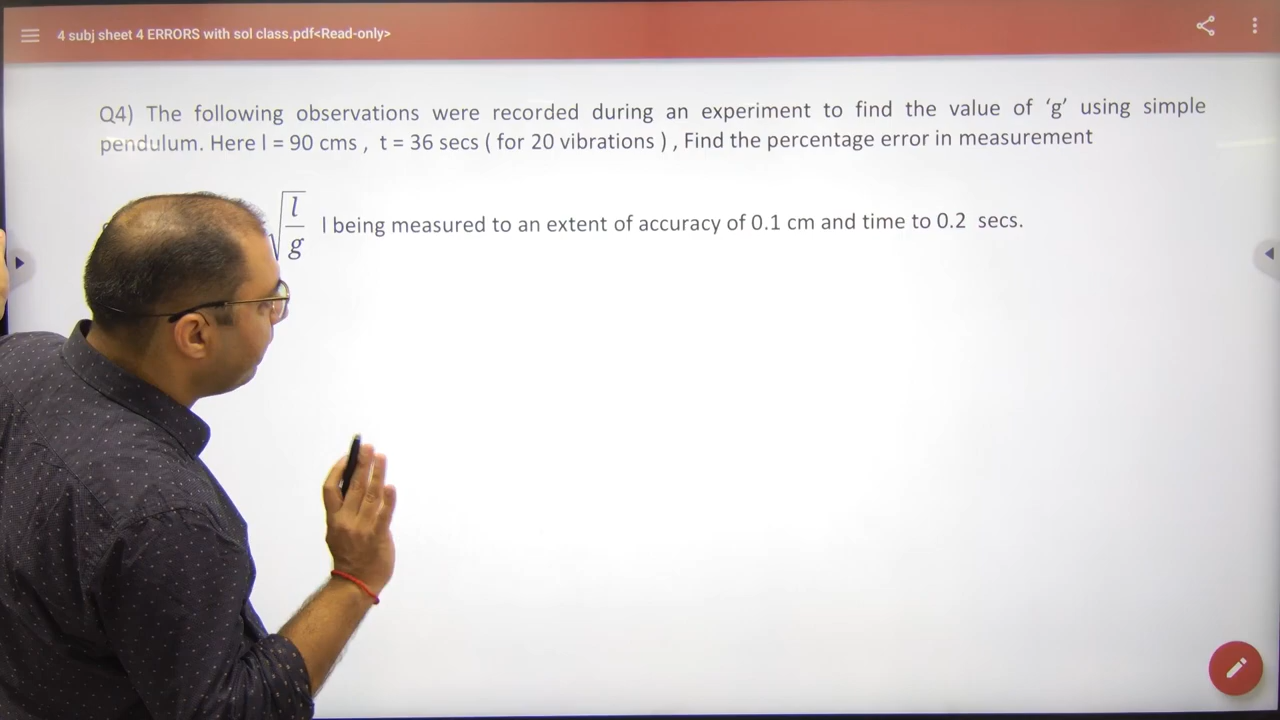 4 subj sheet 4 ERRORS with sol class.pdf<Read-only>
Q4) The following observations were recorded during an experiment to find the value of ‘g’ using simple
pendulum. Here l = 90 cms , t = 36 secs ( for 20 vibrations ) , Find the percentage error in measurement
√(l/g) l being measured to an extent of accuracy of 0.1 cm and time to 0.2 secs.